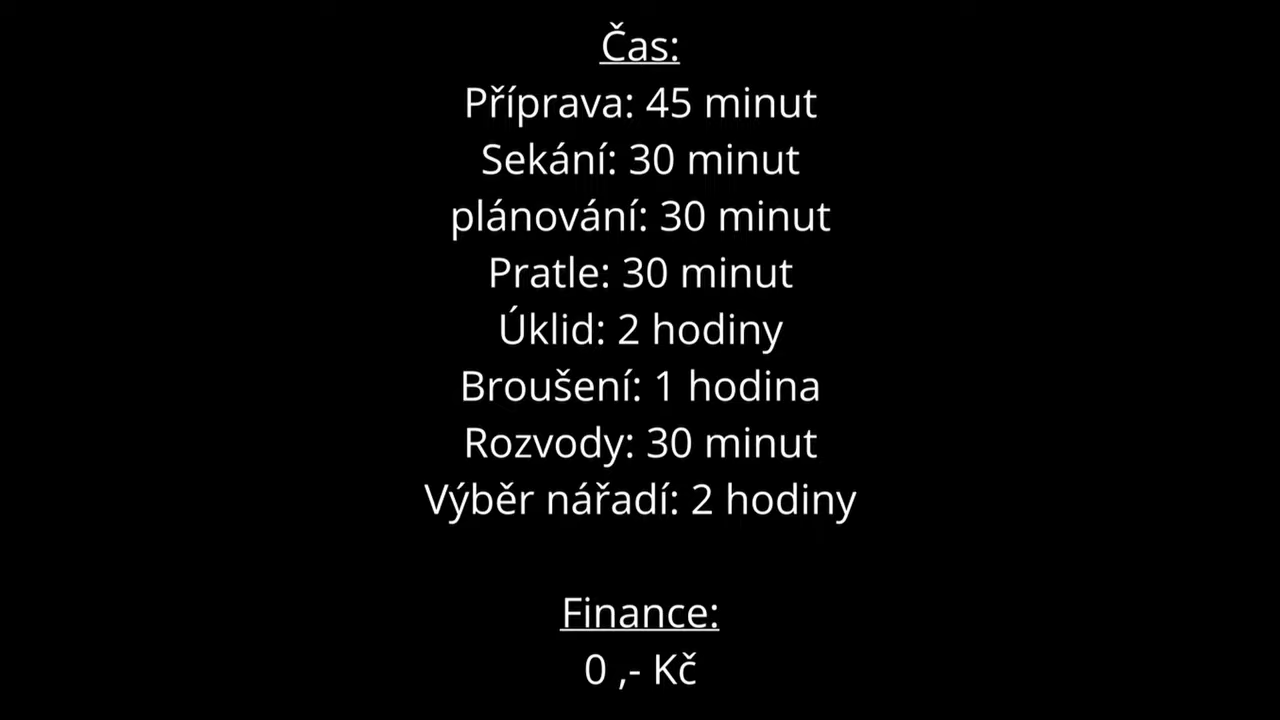 Čas:
Příprava: 45 minut
Sekání: 30 minut
plánování: 30 minut
Pratle: 30 minut
Úklid: 2 hodiny
Broušení: 1 hodina
Rozvody: 30 minut
Výběr nářadí: 2 hodiny
Finance:
0 ,- Kč